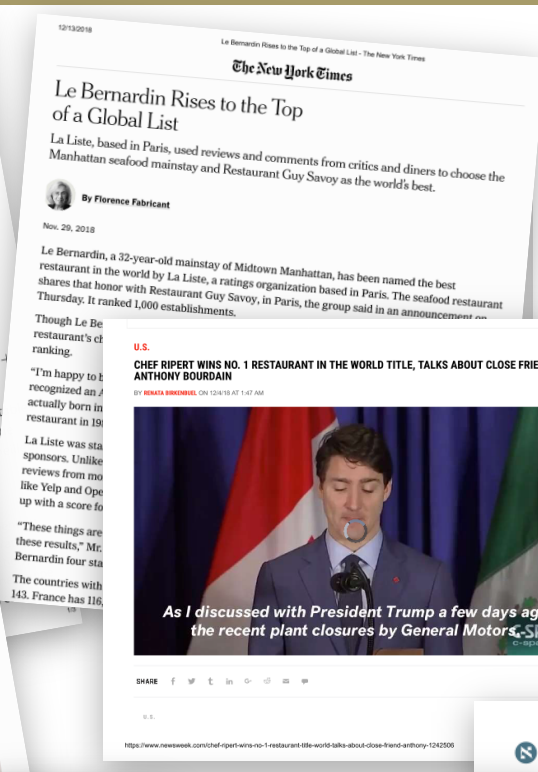 12/13/2018
Le Bernardin Rises to the Top of a Global List - The New York Times
The New York Times
Le Bernardin Rises to the Top
of a Global List
La Liste, based in Paris, used reviews and comments from critics and diners to choose the
Manhattan seafood mainstay and Restaurant Guy Savoy as the world's best.
By Florence Fabricant
Nov. 29, 2018
Le Bernardin, a 32-year-old mainstay of Midtown Manhattan, has been named the best
restaurant in the world by La Liste, a ratings organization based in Paris. The seafood restaurant
shares that honor with Restaurant Guy Savoy, in Paris, the group said in an announcement on
Thursday. It ranked 1,000 establishments.
Though Le Be
restaurant's ch
ranking.
"I'm happy to b
recognized an A
actually born in
restaurant in 19
La Liste was sta
sponsors. Unlike
reviews from mo
like Yelp and Ope
up with a score fo
"These things are
these results," Mr.
Bernardin four sta
The countries with
143. France has 116,
U.S.
CHEF RIPERT WINS NO. 1 RESTAURANT IN THE WORLD TITLE, TALKS ABOUT CLOSE FRIE
ANTHONY BOURDAIN
BY RENATA BIRKENBUEL ON 12/4/18 AT 1:47 AM
As I discussed with President Trump a few days ag
the recent plant closures by General Motors,
SHARE
U.S.
https://www.newsweek.com/chef-ripert-wins-no-1-restaurant-title-world-talks-about-close-friend-anthony-1242506